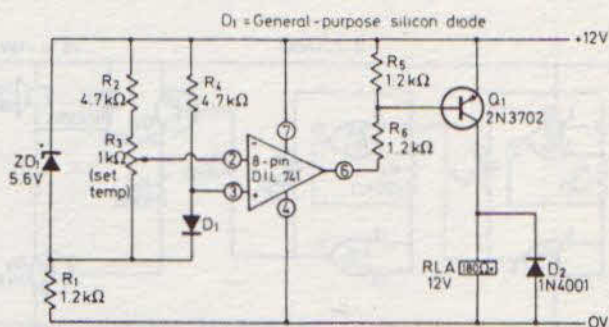 D₁ = General-purpose silicon diode
+12V
R₂
4.7kΩ
R₄
4.7kΩ
R₅
1.2kΩ
Q₁
2N3702
ZD₁
5.6V
R₃
1kΩ
(set
temp)
2
3
-
+
8-pin
DIL 741
7
4
6
R₆
1.2kΩ
D₁
R₁
1.2kΩ
RLA
12V
180Ω
D₂
1N4001
0V